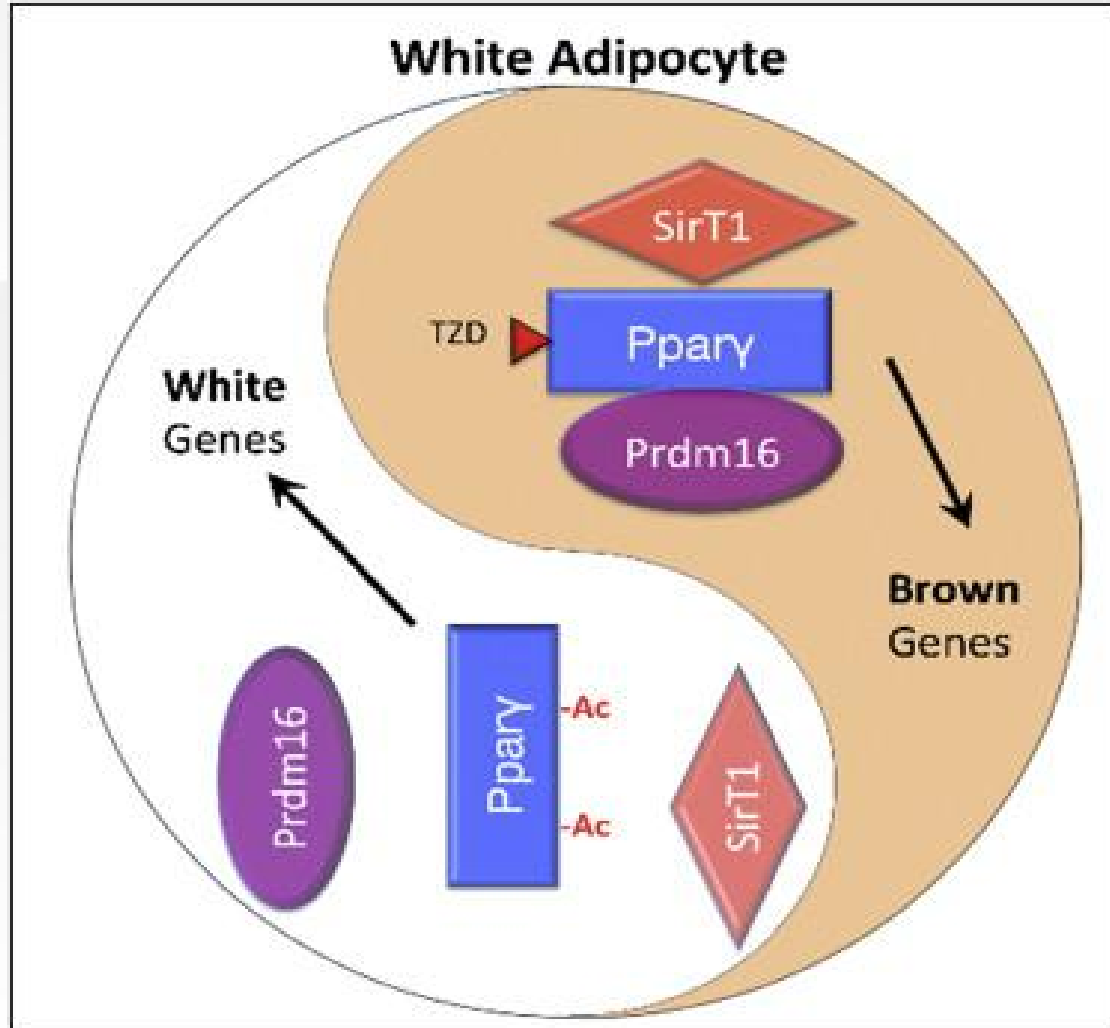 White Adipocyte
SirT1
TZD
Pparγ
Prdm16
White
Genes
Brown
Genes
Prdm16
Pparγ
-Ac
-Ac
SirT1